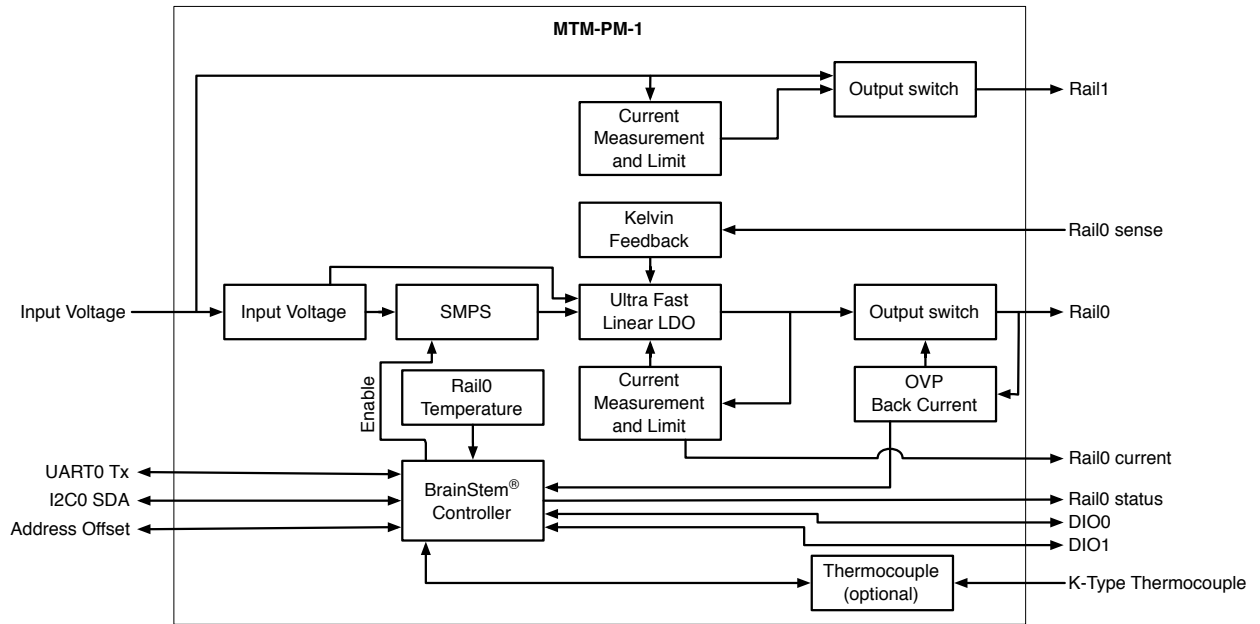 MTM-PM-1
Output switch
Rail1
Current
Measurement
and Limit
Kelvin
Feedback
Rail0 sense
Input Voltage
Input Voltage
SMPS
Ultra Fast
Linear LDO
Output switch
Rail0
Enable
Rail0
Temperature
Current
Measurement
and Limit
OVP
Back Current
Rail0 current
UART0 Tx
I2C0 SDA
Address Offset
BrainStem®
Controller
Rail0 status
DIO0
DIO1
Thermocouple
(optional)
K-Type Thermocouple